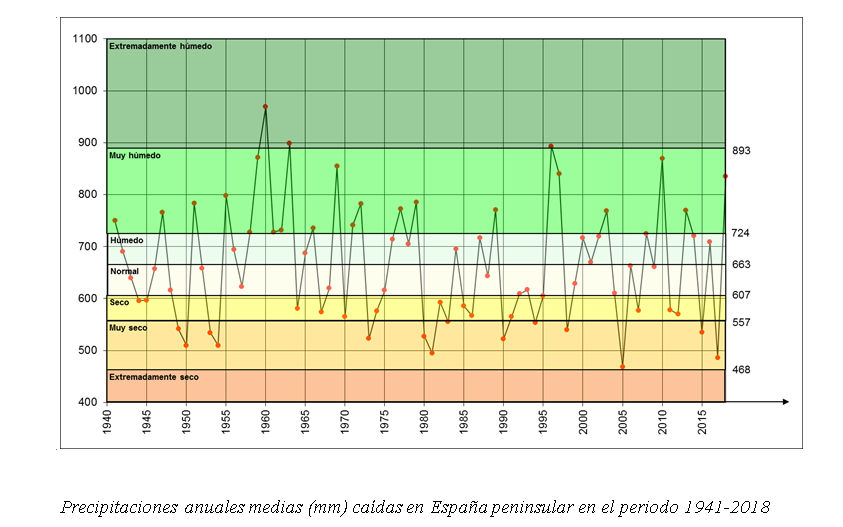 1100
Extremadamente húmedo
1000
900
893
Muy húmedo
800
724
700
Húmedo
663
Normal
600
607
Seco
557
Muy seco
500
468
Extremadamente seco
400
1940 1945 1950 1955 1960 1965 1970 1975 1980 1985 1990 1995 2000 2005 2010 2015
Precipitaciones anuales medias (mm) caídas en España peninsular en el periodo 1941-2018